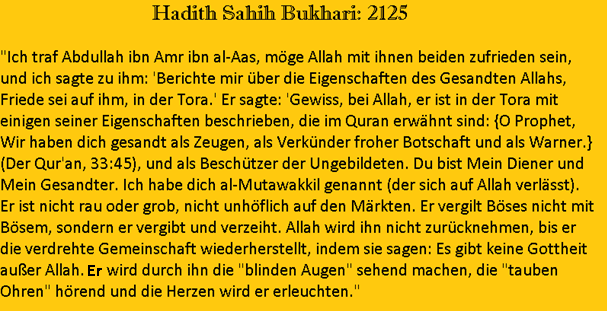 Hadith Sahih Bukhari: 2125
"Ich traf Abdullah ibn Amr ibn al-Aas, möge Allah mit ihnen beiden zufrieden sein,
und ich sagte zu ihm: 'Berichte mir über die Eigenschaften des Gesandten Allahs,
Friede sei auf ihm, in der Tora.' Er sagte: 'Gewiss, bei Allah, er ist in der Tora mit
einigen seiner Eigenschaften beschrieben, die im Quran erwähnt sind: {O Prophet,
Wir haben dich gesandt als Zeugen, als Verkünder froher Botschaft und als Warner.}
(Der Qur'an, 33:45), und als Beschützer der Ungebildeten. Du bist Mein Diener und
Mein Gesandter. Ich habe dich al-Mutawakkil genannt (der sich auf Allah verlässt).
Er ist nicht rau oder grob, nicht unhöflich auf den Märkten. Er vergilt Böses nicht mit
Bösem, sondern er vergibt und verzeiht. Allah wird ihn nicht zurücknehmen, bis er
die verdrehte Gemeinschaft wiederherstellt, indem sie sagen: Es gibt keine Gottheit
außer Allah. Er wird durch ihn die "blinden Augen" sehend machen, die "tauben
Ohren" hörend und die Herzen wird er erleuchten."